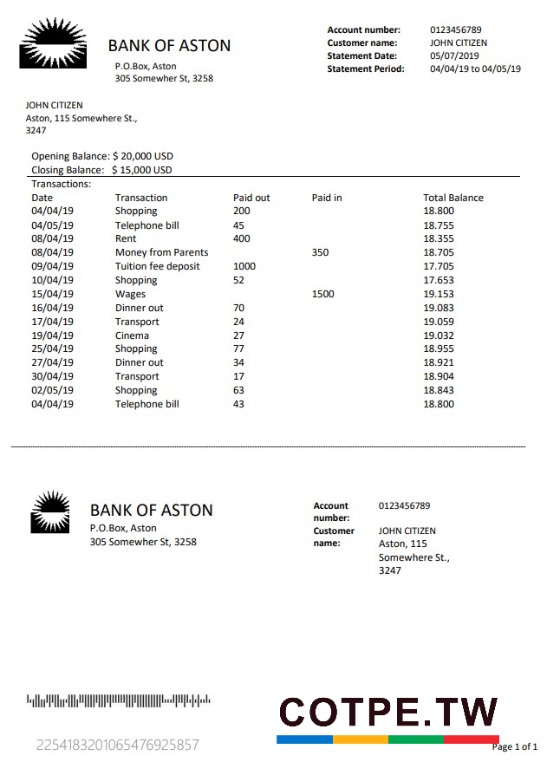 BANK OF ASTON
P.O.Box, Aston
305 Somewher St, 3258
Account number: 0123456789
Customer name: JOHN CITIZEN
Statement Date: 05/07/2019
Statement Period: 04/04/19 to 04/05/19
JOHN CITIZEN
Aston, 115 Somewhere St.,
3247
Opening Balance: $ 20,000 USD
Closing Balance: $ 15,000 USD
Transactions:
Date Transaction Paid out Paid in Total Balance
04/04/19 Shopping 200 18.800
04/05/19 Telephone bill 45 18.755
08/04/19 Rent 400 18.355
08/04/19 Money from Parents 350 18.705
09/04/19 Tuition fee deposit 1000 17.705
10/04/19 Shopping 52 17.653
15/04/19 Wages 1500 19.153
16/04/19 Dinner out 70 19.083
17/04/19 Transport 24 19.059
19/04/19 Cinema 27 19.032
25/04/19 Shopping 77 18.955
27/04/19 Dinner out 34 18.921
30/04/19 Transport 17 18.904
02/05/19 Shopping 63 18.843
04/04/19 Telephone bill 43 18.800
BANK OF ASTON
P.O.Box, Aston
305 Somewher St, 3258
Account number: 0123456789
Customer name: JOHN CITIZEN
Aston, 115
Somewhere St.,
3247
COTPE.TW
2254183201065476925857
Page 1 of 1